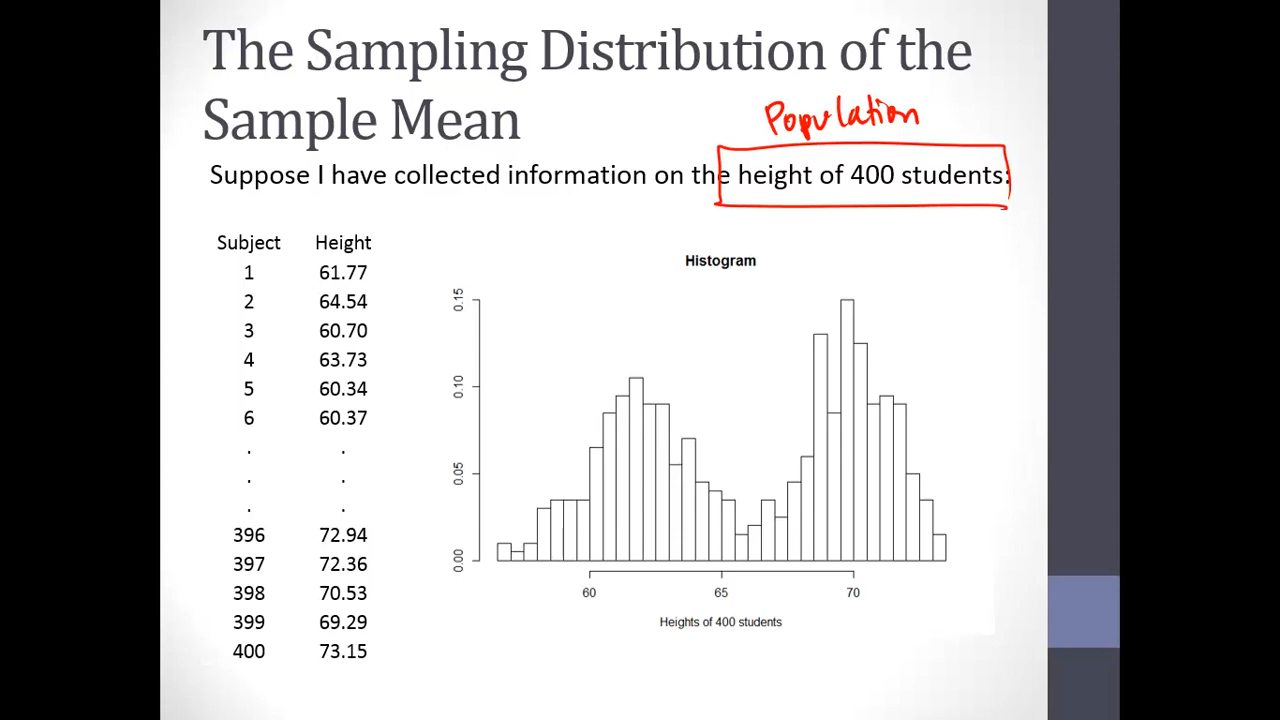 The Sampling Distribution of the
Sample Mean
Population
Suppose I have collected information on the height of 400 students:
Subject Height
1 61.77
2 64.54
3 60.70
4 63.73
5 60.34
6 60.37
. .
. .
. .
396 72.94
397 72.36
398 70.53
399 69.29
400 73.15
Histogram
0.15
0.10
0.05
0.00
60 65 70
Heights of 400 students